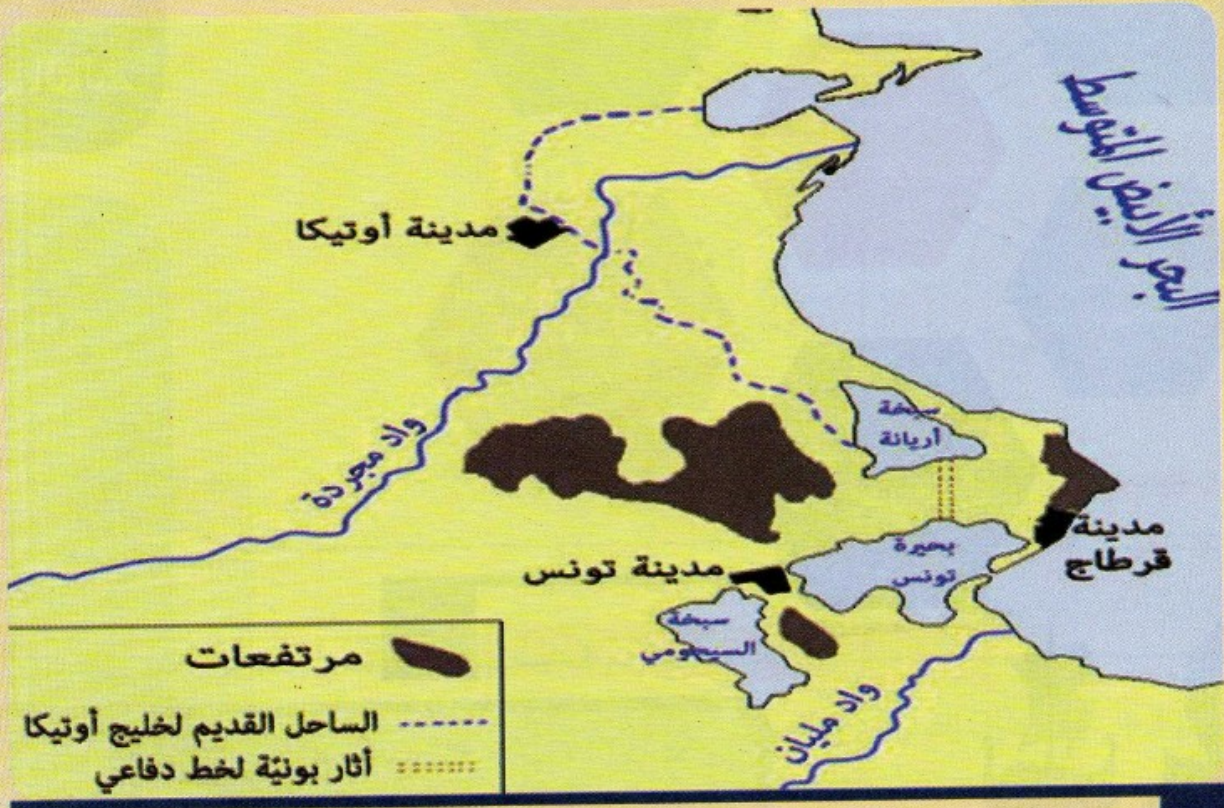 البحر الأبيض المتوسط
مدينة أوتيكا
واد مجردة
سبخة
أريانة
مدينة
قرطاج
بحيرة
تونس
مدينة تونس
سبخة
السيجومي
واد مليان
مرتفعات
الساحل القديم لخليج أوتيكا
أثار بونيّة لخط دفاعي